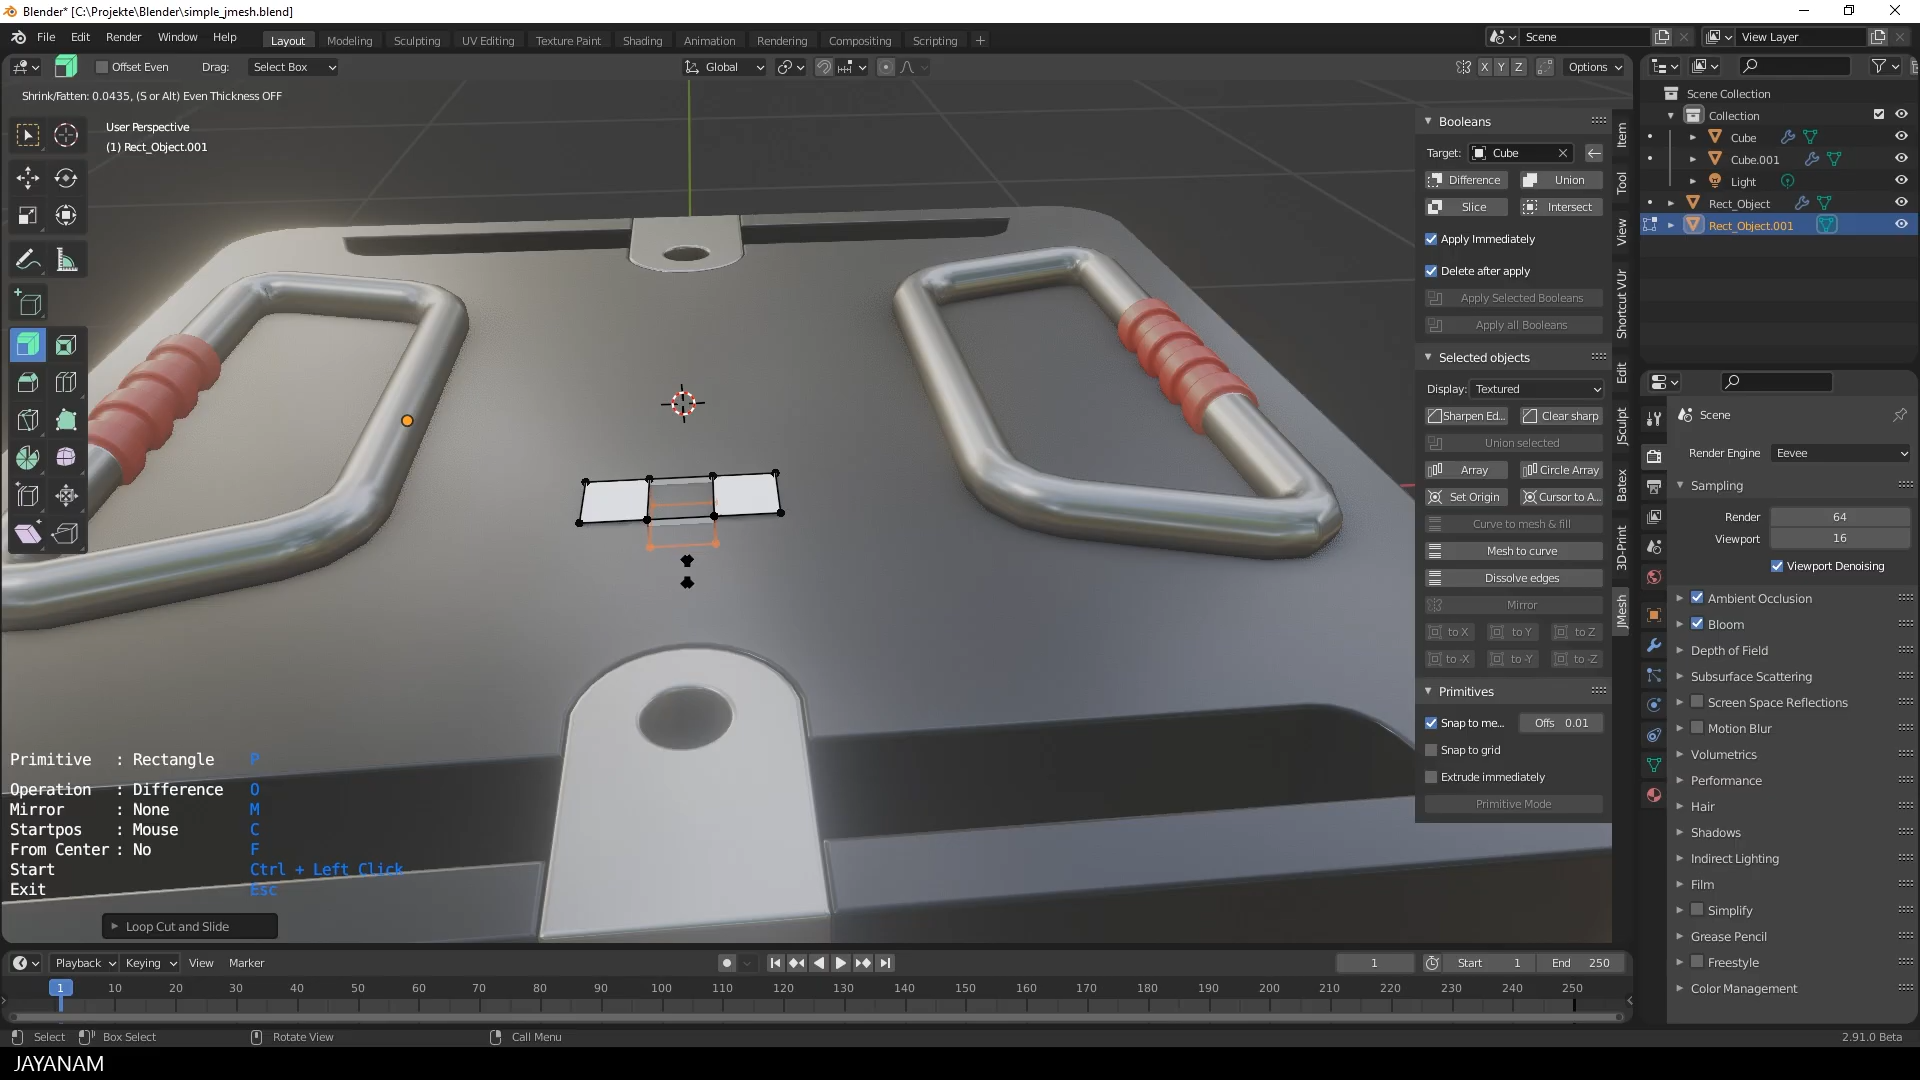 Blender* [C:\Projekte\Blender\simple_jmesh.blend]
File Edit Render Window Help Layout Modeling Sculpting UV Editing Texture Paint Shading Animation Rendering Compositing Scripting + Scene View Layer
Offset Even Drag: Select Box Global X Y Z Options
Shrink/Fatten: 0.0435, (S or Alt) Even Thickness OFF
User Perspective
(1) Rect_Object.001
Booleans
Target: Cube
Difference Union
Slice Intersect
Apply Immediately
Delete after apply
Apply Selected Booleans
Apply all Booleans
Selected objects
Display: Textured
Sharpen Ed... Clear sharp
Union selected
Array Circle Array
Set Origin Cursor to A...
Curve to mesh & fill
Mesh to curve
Dissolve edges
Mirror
to X to Y to Z
to -X to -Y to -Z
Primitives
Snap to me... Offs 0.01
Snap to grid
Extrude immediately
Primitive Mode
Item
Tool
View
Shortcut VUr
Edit
JSculpt
Batex
3D-Print
JMesh
Scene Collection
Collection
Cube
Cube.001
Light
Rect_Object
Rect_Object.001
Scene
Render Engine Eevee
Sampling
Render 64
Viewport 16
Viewport Denoising
Ambient Occlusion
Bloom
Depth of Field
Subsurface Scattering
Screen Space Reflections
Motion Blur
Volumetrics
Performance
Hair
Shadows
Indirect Lighting
Film
Simplify
Grease Pencil
Freestyle
Color Management
Primitive : Rectangle P
Operation : Difference O
Mirror : None M
Startpos : Mouse C
From Center : No F
Start Ctrl + Left Click
Exit Esc
Loop Cut and Slide
Playback Keying View Marker 1 Start 1 End 250
1 10 20 30 40 50 60 70 80 90 100 110 120 130 140 150 160 170 180 190 200 210 220 230 240 250
Select Box Select Rotate View Call Menu 2.91.0 Beta
JAYANAM